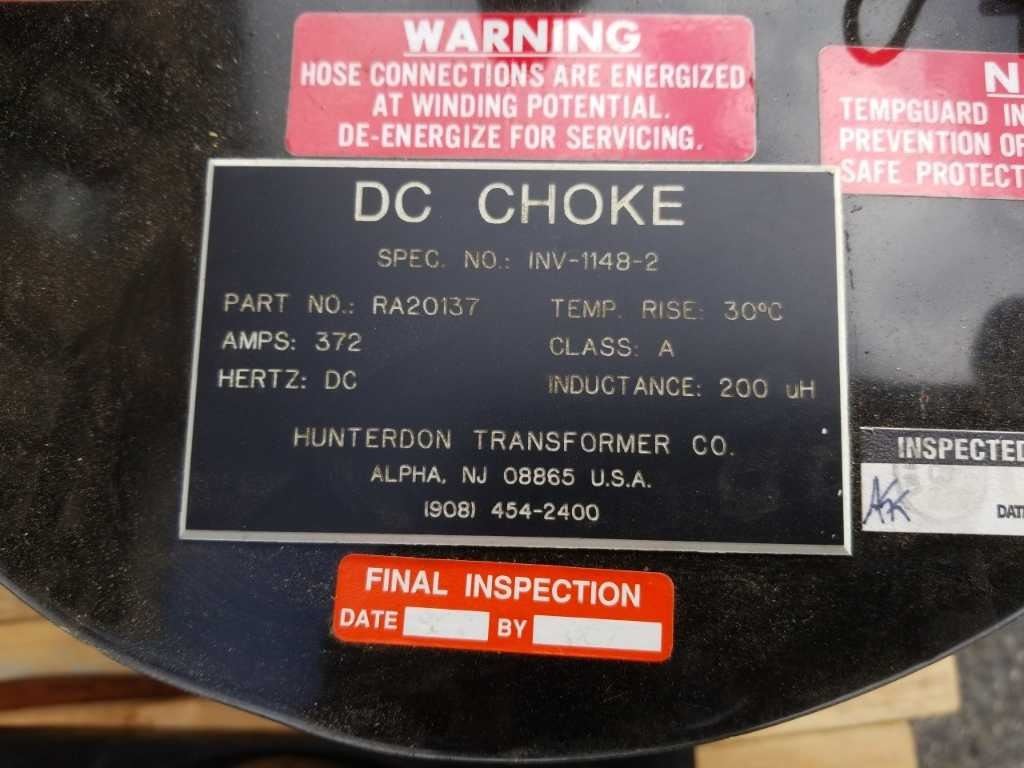 WARNING
HOSE CONNECTIONS ARE ENERGIZED
AT WINDING POTENTIAL.
DE-ENERGIZE FOR SERVICING.
N
TEMPGUARD IN
PREVENTION OF
SAFE PROTECT
DC CHOKE
SPEC. NO.: INV-1148-2
PART NO.: RA20137 TEMP. RISE: 30°C
AMPS: 372 CLASS: A
HERTZ: DC INDUCTANCE: 200 uH
HUNTERDON TRANSFORMER CO.
ALPHA, NJ 08865 U.S.A.
(908) 454-2400
INSPECTED
AK
DAT
FINAL INSPECTION
DATE BY